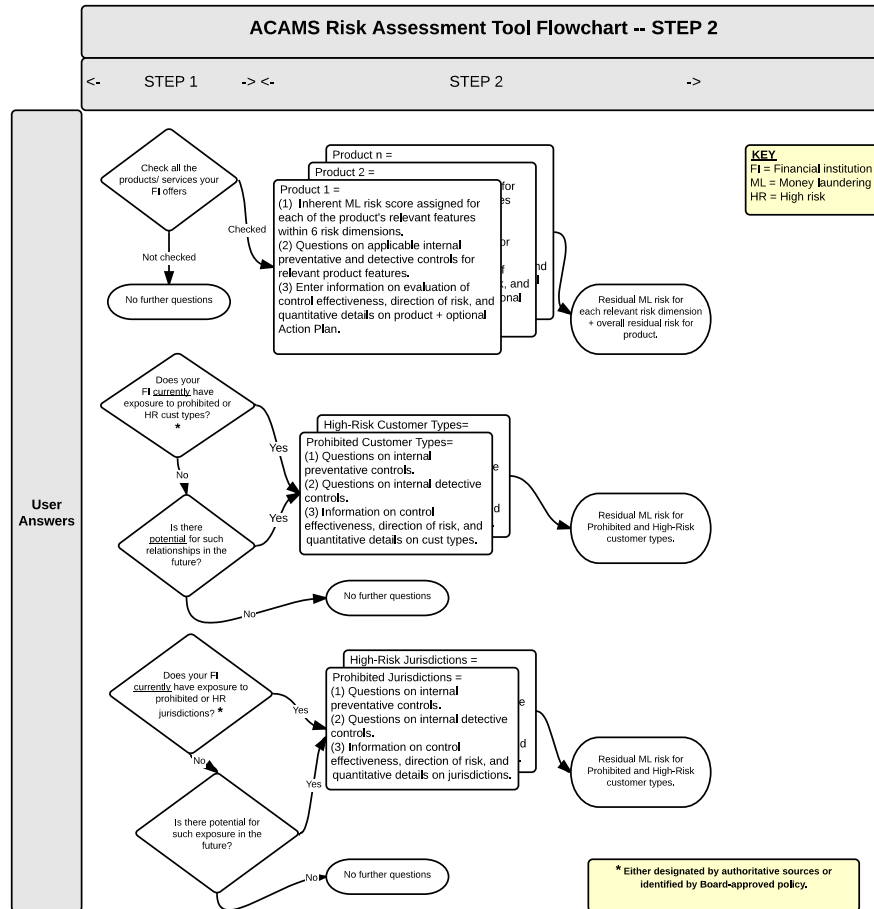 ACAMS Risk Assessment Tool Flowchart -- STEP 2
<- STEP 1 -> <- STEP 2 ->
User
Answers
Check all the
products/ services your
FI offers
Checked
Not checked
No further questions
Product n =
Product 2 =
for
es
or
f
k, and
onal
nd
al
Product 1 =
(1) Inherent ML risk score assigned for
each of the product's relevant features
within 6 risk dimensions.
(2) Questions on applicable internal
preventative and detective controls for
relevant product features.
(3) Enter information on evaluation of
control effectiveness, direction of risk, and
quantitative details on product + optional
Action Plan.
Residual ML risk for
each relevant risk dimension
+ overall residual risk for
product.
KEY
FI = Financial institution
ML = Money laundering
HR = High risk
Does your
FI currently have
exposure to prohibited or
HR cust types?
*
Yes
No
Is there
potential for such
relationships in the
future?
Yes
No
No further questions
High-Risk Customer Types=
e
d
.
Prohibited Customer Types=
(1) Questions on internal
preventative controls.
(2) Questions on internal detective
controls.
(3) Information on control
effectiveness, direction of risk, and
quantitative details on cust types.
Residual ML risk for
Prohibited and High-Risk
customer types.
Does your FI
currently have exposure to
prohibited or HR
jurisdictions? *
Yes
No
Is there potential for
such exposure in the
future?
Yes
No
No further questions
High-Risk Jurisdictions =
e
d
.
Prohibited Jurisdictions =
(1) Questions on internal
preventative controls.
(2) Questions on internal detective
controls.
(3) Information on control
effectiveness, direction of risk, and
quantitative details on jurisdictions.
Residual ML risk for
Prohibited and High-Risk
customer types.
* Either designated by authoritative sources or
identified by Board-approved policy.